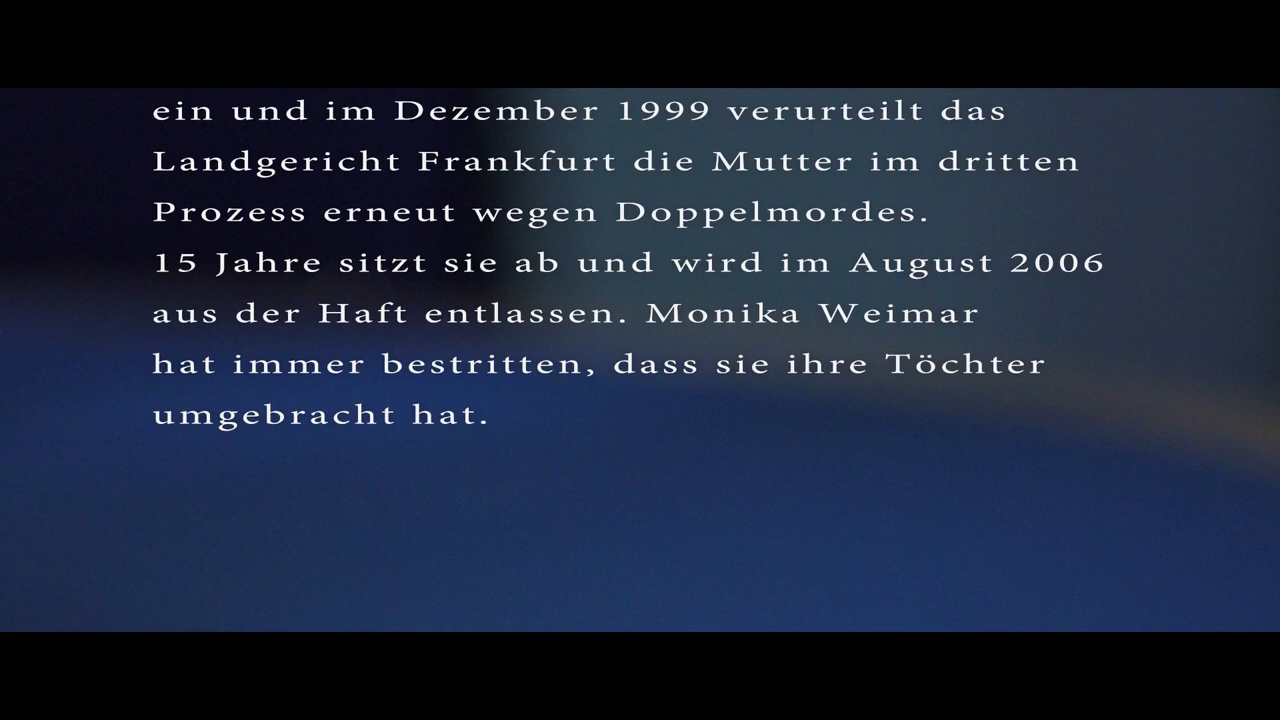 ein und im Dezember 1999 verurteilt das
Landgericht Frankfurt die Mutter im dritten
Prozess erneut wegen Doppelmordes.
15 Jahre sitzt sie ab und wird im August 2006
aus der Haft entlassen. Monika Weimar
hat immer bestritten, dass sie ihre Töchter
umgebracht hat.